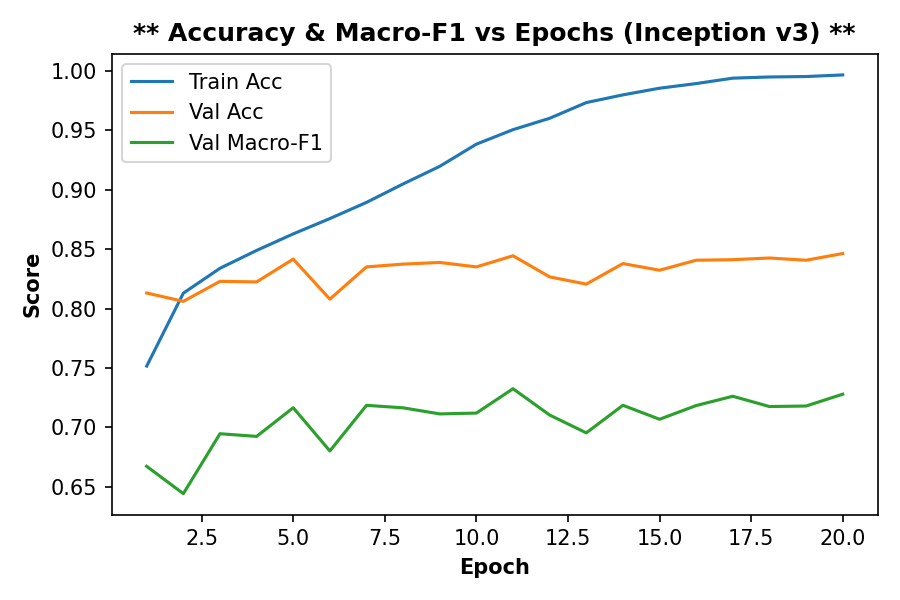 ** Accuracy & Macro-F1 vs Epochs (Inception v3) **
Train Acc
Val Acc
Val Macro-F1
Score
1.00
0.95
0.90
0.85
0.80
0.75
0.70
0.65
2.5 5.0 7.5 10.0 12.5 15.0 17.5 20.0
Epoch